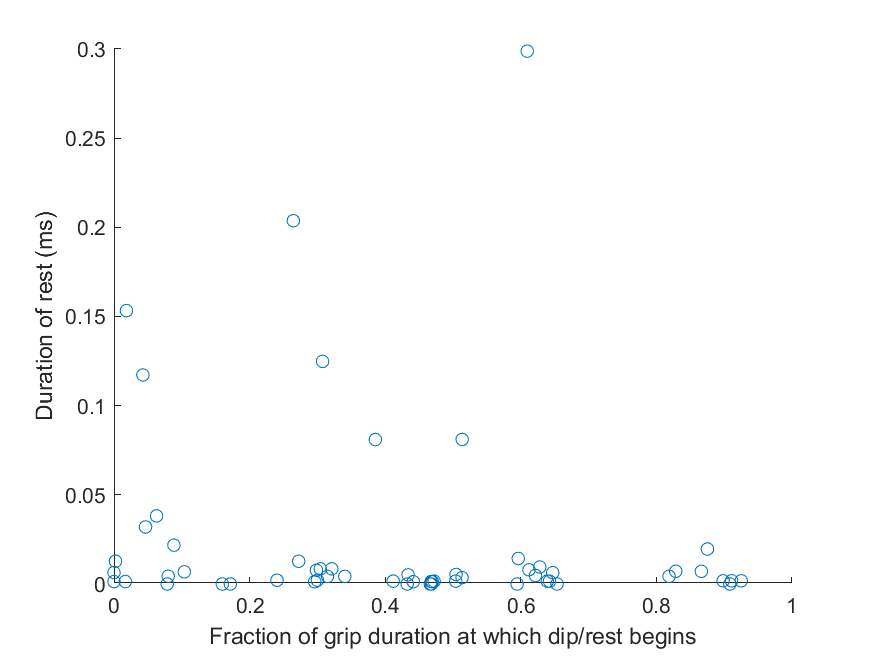 0.3
0.25
0.2
0.15
0.1
0.05
0
Duration of rest (ms)
0 0.2 0.4 0.6 0.8 1
Fraction of grip duration at which dip/rest begins